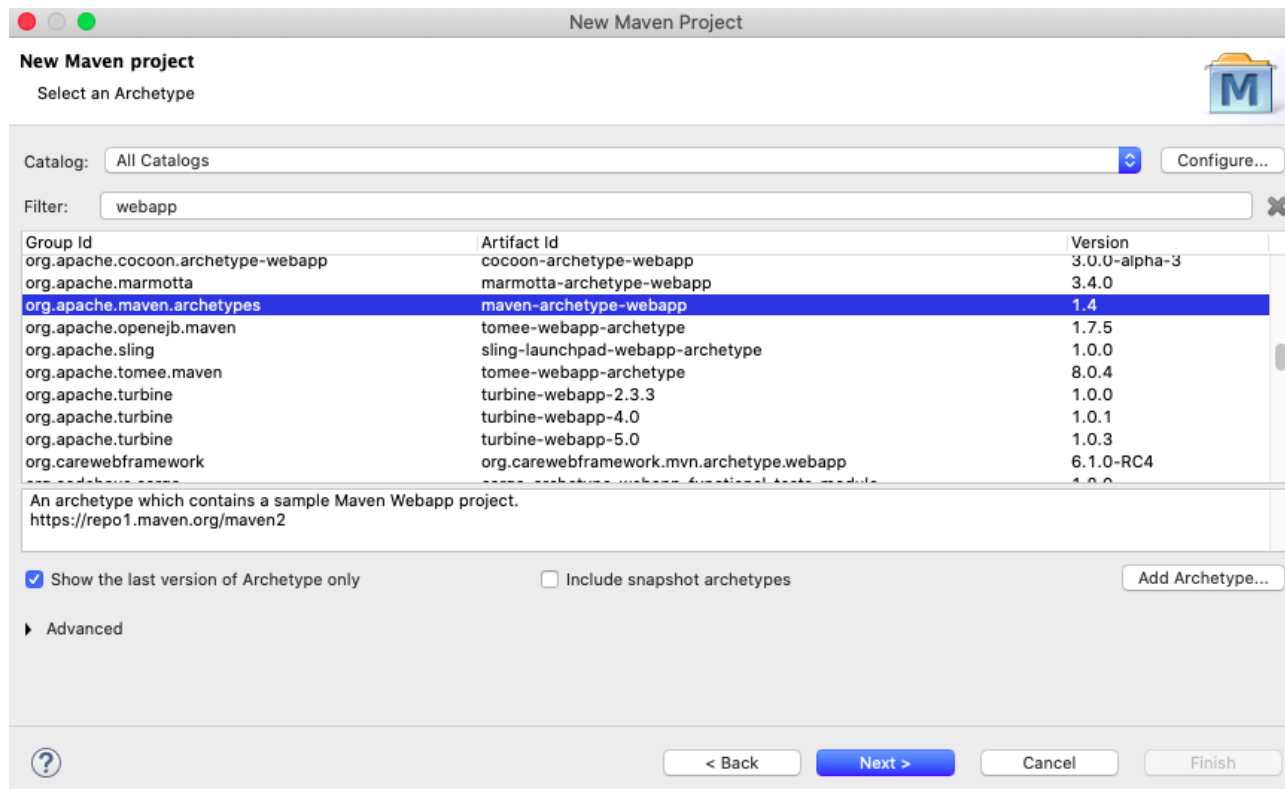 New Maven Project
New Maven project
Select an Archetype
M
Catalog: All Catalogs Configure...
Filter: webapp
Group Id Artifact Id Version
org.apache.cocoon.archetype-webapp cocoon-archetype-webapp 3.0.0-alpha-3
org.apache.marmotta marmotta-archetype-webapp 3.4.0
org.apache.maven.archetypes maven-archetype-webapp 1.4
org.apache.openejb.maven tomee-webapp-archetype 1.7.5
org.apache.sling sling-launchpad-webapp-archetype 1.0.0
org.apache.tomee.maven tomee-webapp-archetype 8.0.4
org.apache.turbine turbine-webapp-2.3.3 1.0.0
org.apache.turbine turbine-webapp-4.0 1.0.1
org.apache.turbine turbine-webapp-5.0 1.0.3
org.carewebframework org.carewebframework.mvn.archetype.webapp 6.1.0-RC4
An archetype which contains a sample Maven Webapp project.
https://repo1.maven.org/maven2
Show the last version of Archetype only Include snapshot archetypes Add Archetype...
Advanced
? < Back Next > Cancel Finish